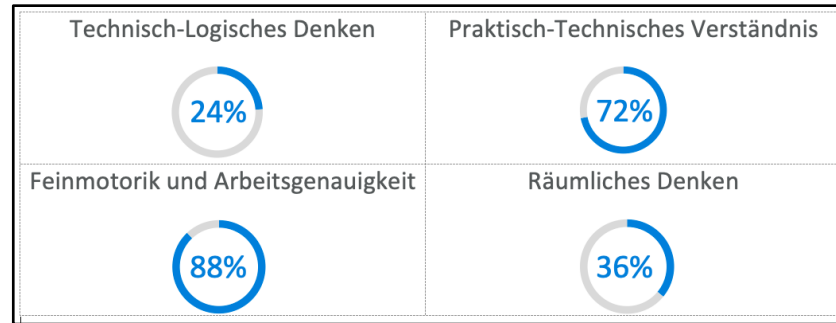 Technisch-Logisches Denken
Praktisch-Technisches Verständnis
24%
72%
Feinmotorik und Arbeitsgenauigkeit
Räumliches Denken
88%
36%